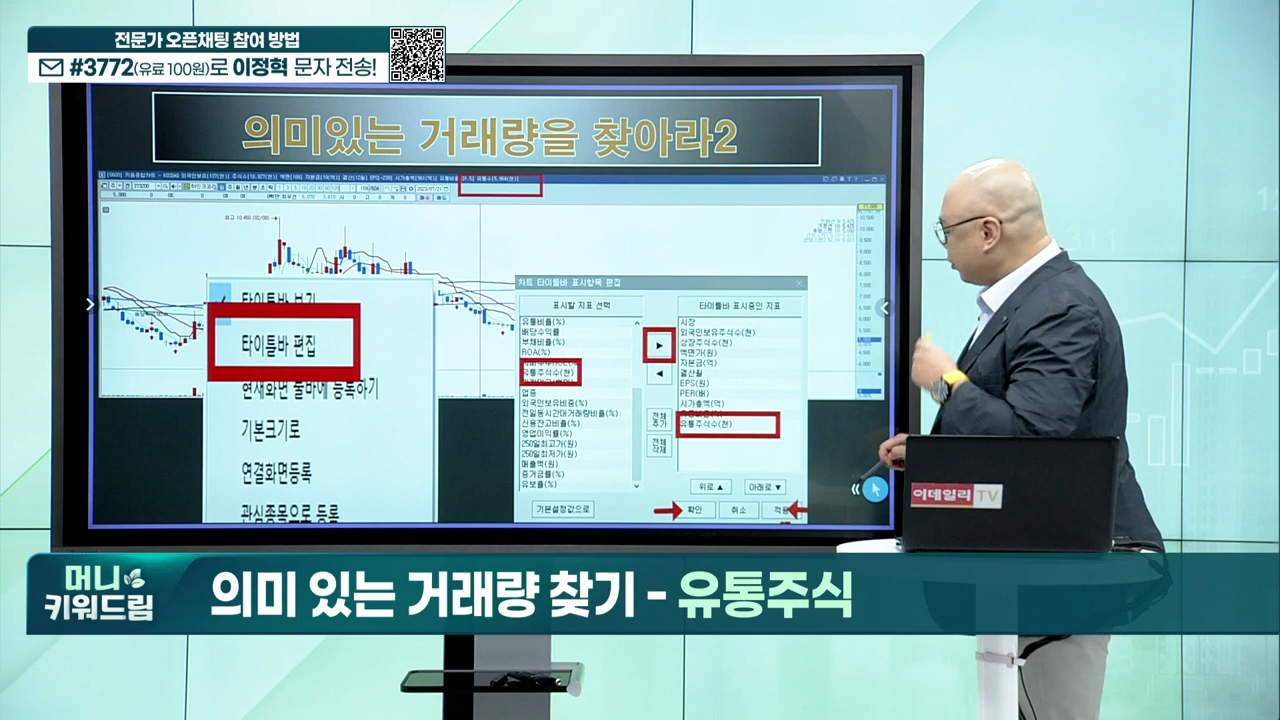 전문가 오픈채팅 참여 방법
#3772(유료 100원)로 이정혁 문자 전송!
의미있는 거래량을 찾아라2
최고 10,450 (02/08)
타이틀바 보기
타이틀바 편집
현재화면 툴바에 등록하기
기본크기로
연결화면등록
관심종목으로 등록
차트 타이틀바 표시항목 편집
표시할 지표 선택
타이틀바 표시중인 지표
유통비율(%)
배당수익률
부채비율(%)
ROA(%)
유통주식수(천)
업종
외국인보유비중(%)
전일동시간대거래량비율(%)
신용잔고비율(%)
영업이익률(%)
250일최고가(원)
250일최저가(원)
매출액(원)
증거금률(%)
유보율(%)
▶
◀
전체
추가
전체
삭제
시장
외국인보유주식수(천)
상장주식수(천)
액면가(원)
자본금(억)
결산월
EPS(원)
PER(배)
시가총액(억)
유통비율(%)
유통주식수(천)
위로 ▲
아래로 ▼
기본설정값으로
확인
취소
적용
이데일리 TV
머니
키워드림
의미 있는 거래량 찾기 - 유통주식